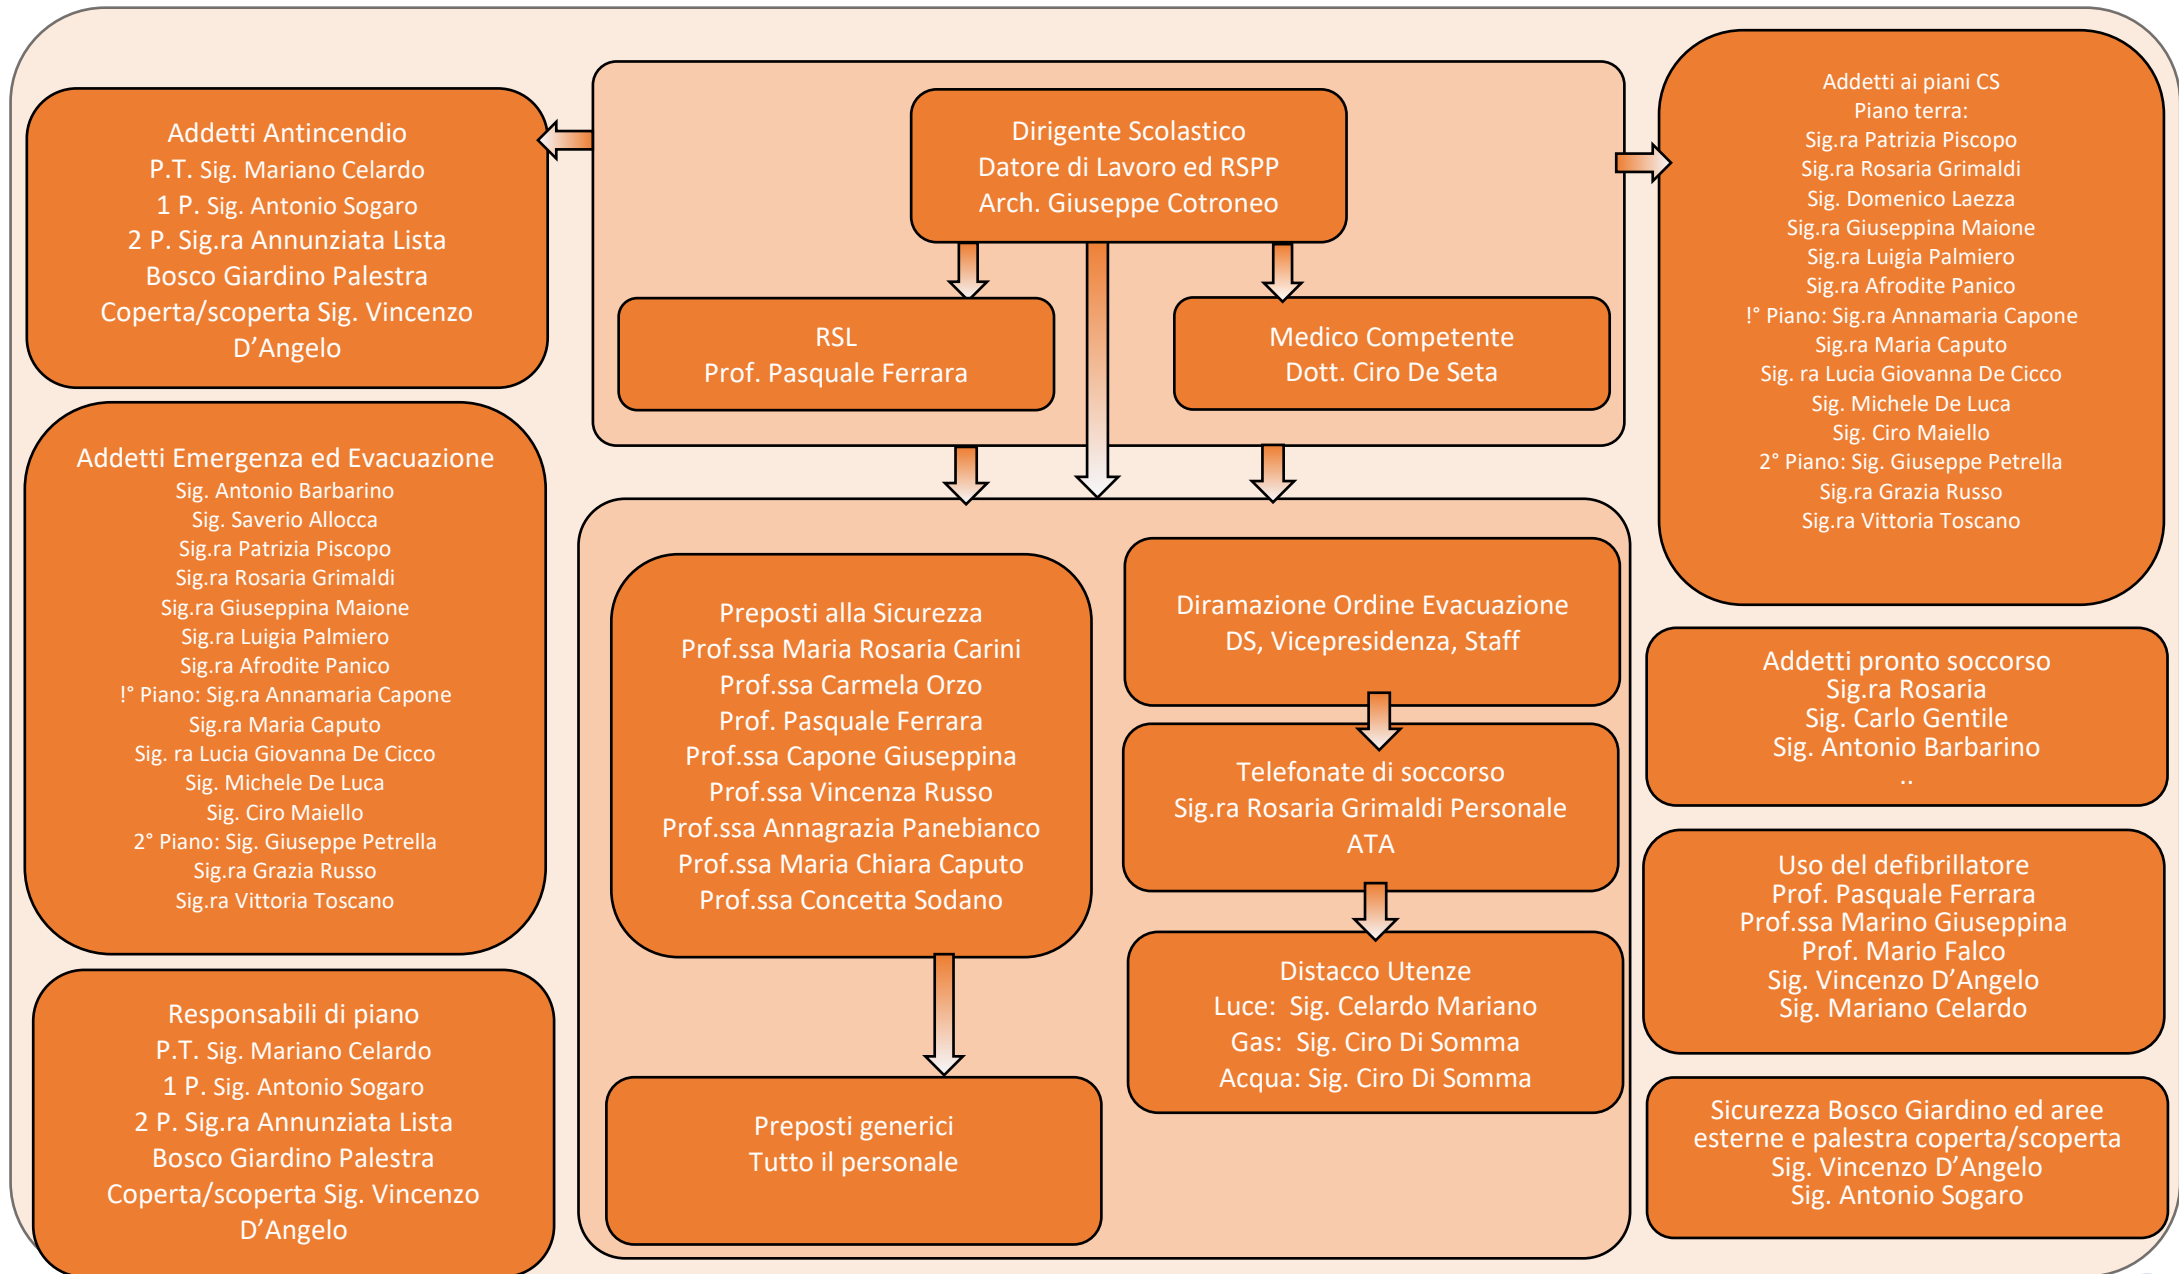 Addetti Antincendio
P.T. Sig. Mariano Celardo
1 P. Sig. Antonio Sogaro
2 P. Sig.ra Annunziata Lista
Bosco Giardino Palestra
Coperta/scoperta Sig. Vincenzo
D’Angelo
Addetti Emergenza ed Evacuazione
Sig. Antonio Barbarino
Sig. Saverio Allocca
Sig.ra Patrizia Piscopo
Sig.ra Rosaria Grimaldi
Sig.ra Giuseppina Maione
Sig.ra Luigia Palmiero
Sig.ra Afrodite Panico
!° Piano: Sig.ra Annamaria Capone
Sig.ra Maria Caputo
Sig. ra Lucia Giovanna De Cicco
Sig. Michele De Luca
Sig. Ciro Maiello
2° Piano: Sig. Giuseppe Petrella
Sig.ra Grazia Russo
Sig.ra Vittoria Toscano
Responsabili di piano
P.T. Sig. Mariano Celardo
1 P. Sig. Antonio Sogaro
2 P. Sig.ra Annunziata Lista
Bosco Giardino Palestra
Coperta/scoperta Sig. Vincenzo
D’Angelo
Dirigente Scolastico
Datore di Lavoro ed RSPP
Arch. Giuseppe Cotroneo
RSL
Prof. Pasquale Ferrara
Medico Competente
Dott. Ciro De Seta
Preposti alla Sicurezza
Prof.ssa Maria Rosaria Carini
Prof.ssa Carmela Orzo
Prof. Pasquale Ferrara
Prof.ssa Capone Giuseppina
Prof.ssa Vincenza Russo
Prof.ssa Annagrazia Panebianco
Prof.ssa Maria Chiara Caputo
Prof.ssa Concetta Sodano
Preposti generici
Tutto il personale
Diramazione Ordine Evacuazione
DS, Vicepresidenza, Staff
Telefonate di soccorso
Sig.ra Rosaria Grimaldi Personale
ATA
Distacco Utenze
Luce: Sig. Celardo Mariano
Gas: Sig. Ciro Di Somma
Acqua: Sig. Ciro Di Somma
Addetti ai piani CS
Piano terra:
Sig.ra Patrizia Piscopo
Sig.ra Rosaria Grimaldi
Sig. Domenico Laezza
Sig.ra Giuseppina Maione
Sig.ra Luigia Palmiero
Sig.ra Afrodite Panico
!° Piano: Sig.ra Annamaria Capone
Sig.ra Maria Caputo
Sig. ra Lucia Giovanna De Cicco
Sig. Michele De Luca
Sig. Ciro Maiello
2° Piano: Sig. Giuseppe Petrella
Sig.ra Grazia Russo
Sig.ra Vittoria Toscano
Addetti pronto soccorso
Sig.ra Rosaria
Sig. Carlo Gentile
Sig. Antonio Barbarino
..
Uso del defibrillatore
Prof. Pasquale Ferrara
Prof.ssa Marino Giuseppina
Prof. Mario Falco
Sig. Vincenzo D’Angelo
Sig. Mariano Celardo
Sicurezza Bosco Giardino ed aree
esterne e palestra coperta/scoperta
Sig. Vincenzo D’Angelo
Sig. Antonio Sogaro